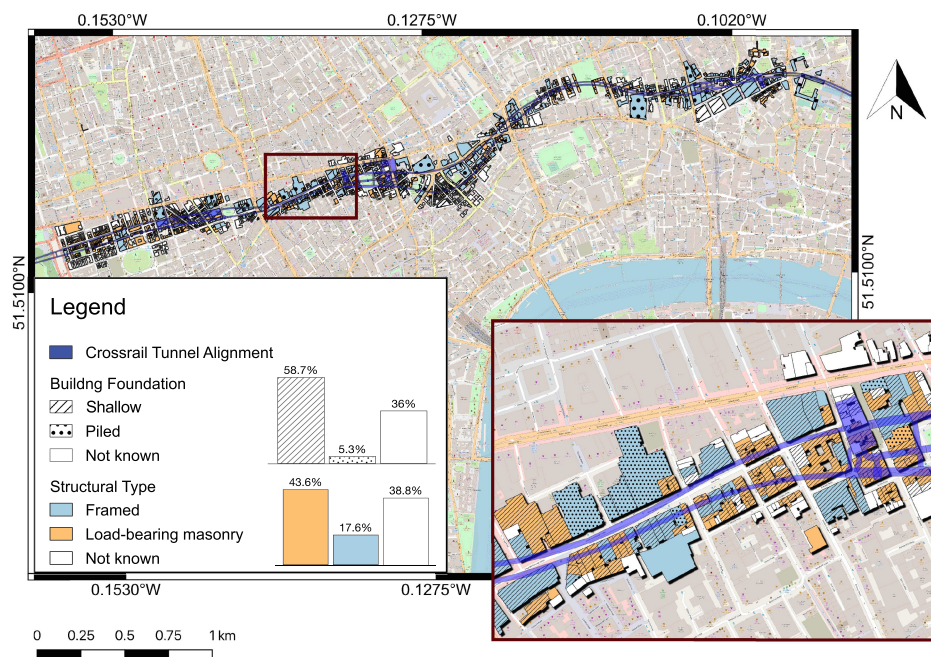 0.1530°W 0.1275°W 0.1020°W
N
51.5100°N
51.5100°N
Legend
Crossrail Tunnel Alignment
Buildng Foundation
Shallow
Piled
Not known
58.7%
5.3%
36%
Structural Type
Framed
Load-bearing masonry
Not known
43.6%
17.6%
38.8%
0.1530°W 0.1275°W
0 0.25 0.5 0.75 1 km